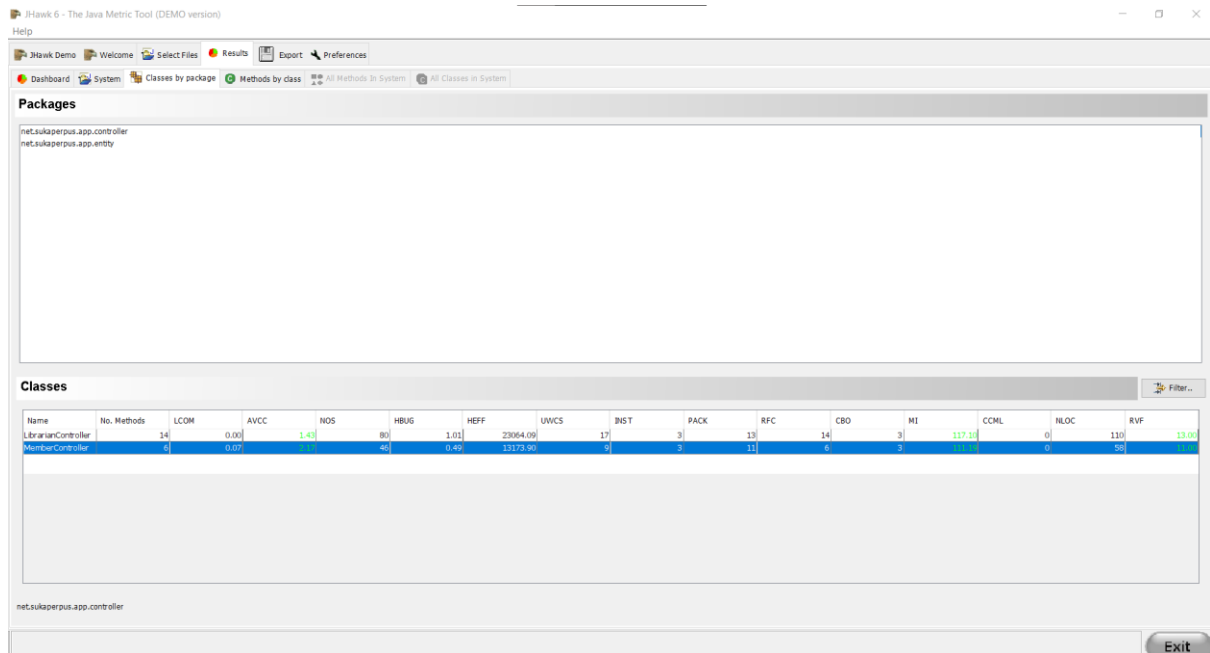 JHawk 6 - The Java Metric Tool (DEMO version)
Help
JHawk Demo Welcome Select Files Results Export Preferences
Dashboard System Classes by package Methods by class All Methods In System All Classes in System
Packages
net.sukaperpus.app.controller
net.sukaperpus.app.entity
Classes Filter...
Name No. Methods LCOM AVCC NOS HBUG HEFF UWCS INST PACK RFC CBO MI CCML NLOC RVF
LibrarianController 14 0.00 1.43 80 1.01 23064.09 17 3 13 14 3 117.10 0 110 13.00
MemberController 6 0.07 2.17 46 0.49 13173.90 9 3 11 6 3 111.19 0 58 11.00
net.sukaperpus.app.controller
Exit